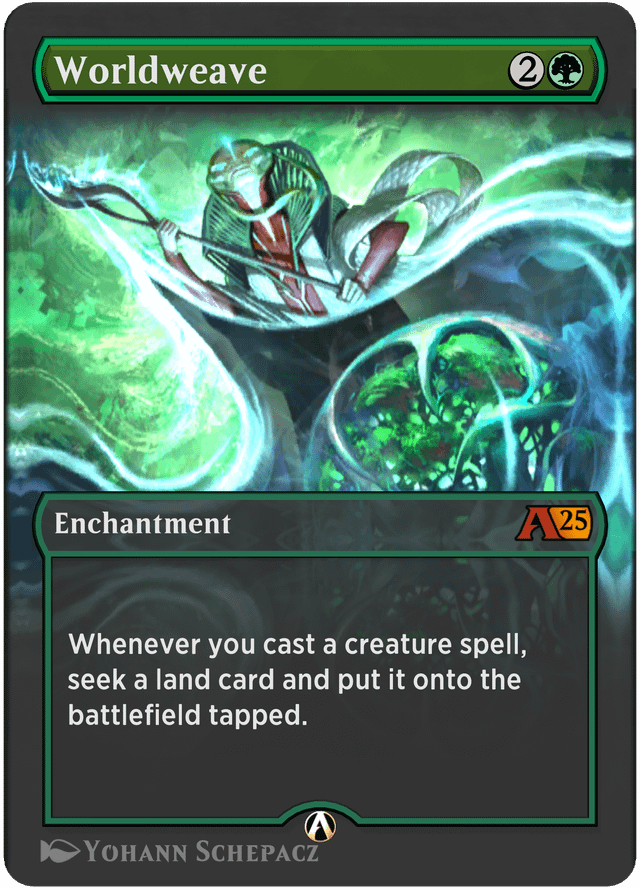 Worldweave 2
Enchantment A25
Whenever you cast a creature spell,
seek a land card and put it onto the
battlefield tapped.
A
Yohann Schepacz